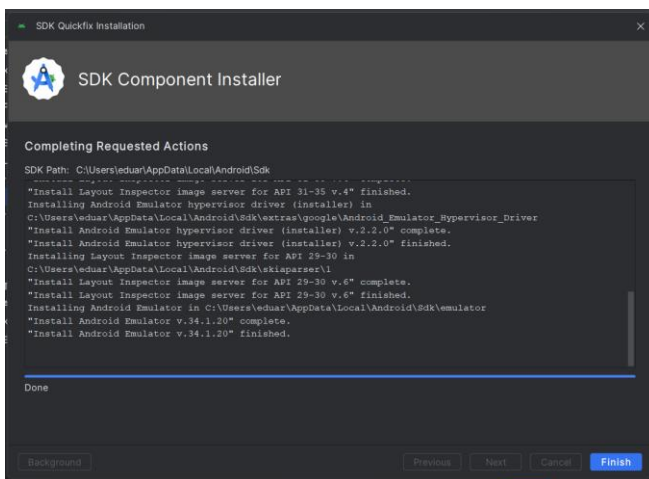 SDK Quickfix Installation
SDK Component Installer
Completing Requested Actions
SDK Path: C:\Users\eduar\AppData\Local\Android\Sdk
"Install Layout Inspector image server for API 31-35 v.4" finished.
Installing Android Emulator hypervisor driver (installer) in
C:\Users\eduar\AppData\Local\Android\Sdk\extras\google\Android_Emulator_Hypervisor_Driver
"Install Android Emulator hypervisor driver (installer) v.2.2.0" complete.
"Install Android Emulator hypervisor driver (installer) v.2.2.0" finished.
Installing Layout Inspector image server for API 29-30 in
C:\Users\eduar\AppData\Local\Android\Sdk\skiaparser\1
"Install Layout Inspector image server for API 29-30 v.6" complete.
"Install Layout Inspector image server for API 29-30 v.6" finished.
Installing Android Emulator in C:\Users\eduar\AppData\Local\Android\Sdk\emulator
"Install Android Emulator v.34.1.20" complete.
"Install Android Emulator v.34.1.20" finished.
Done
Background Previous Next Cancel Finish